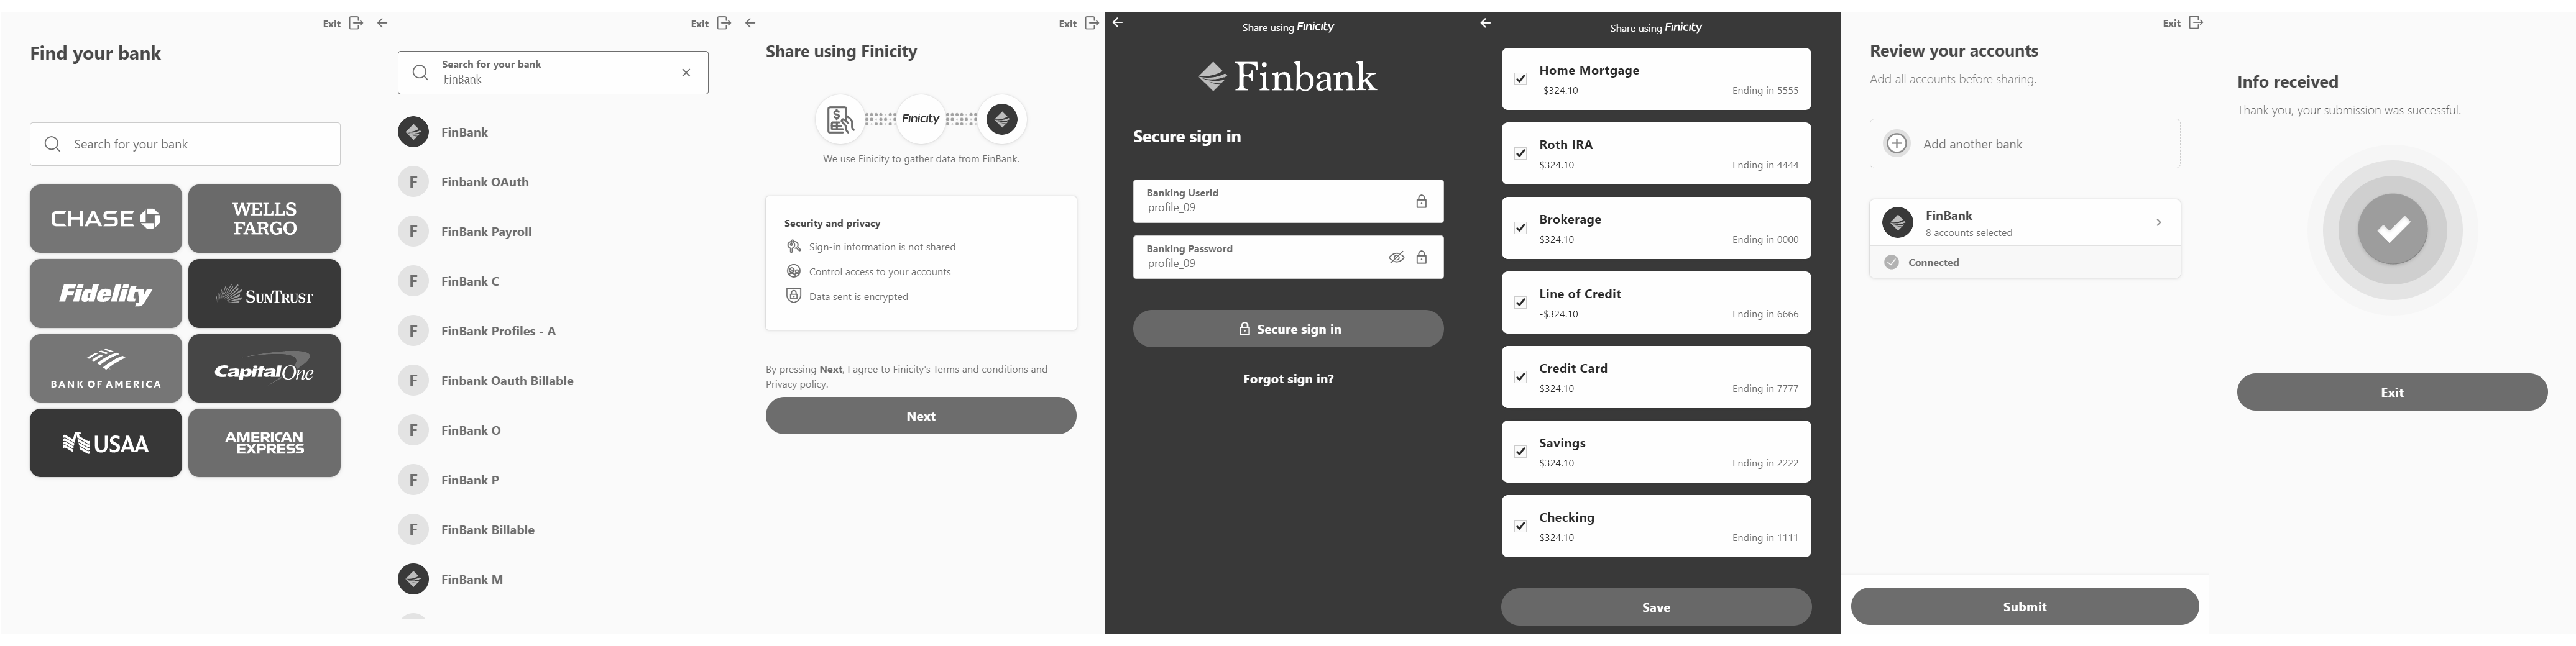 Exit
Find your bank
Search for your bank
CHASE
WELLS
FARGO
Fidelity
SUNTRUST
BANK OF AMERICA
Capital One
USAA
AMERICAN
EXPRESS
Exit
Search for your bank
FinBank
FinBank
Finbank OAuth
FinBank Payroll
FinBank C
FinBank Profiles - A
Finbank Oauth Billable
FinBank O
FinBank P
FinBank Billable
FinBank M
F
F
F
F
F
F
F
F
Exit
Share using Finicity
Finicity
We use Finicity to gather data from FinBank.
Security and privacy
Sign-in information is not shared
Control access to your accounts
Data sent is encrypted
By pressing Next, I agree to Finicity's Terms and conditions and
Privacy policy.
Next
Share using Finicity
Finbank
Secure sign in
Banking Userid
profile_09
Banking Password
profile_09
Secure sign in
Forgot sign in?
Share using Finicity
Home Mortgage
-$324.10 Ending in 5555
Roth IRA
$324.10 Ending in 4444
Brokerage
$324.10 Ending in 0000
Line of Credit
-$324.10 Ending in 6666
Credit Card
$324.10 Ending in 7777
Savings
$324.10 Ending in 2222
Checking
$324.10 Ending in 1111
Save
Exit
Review your accounts
Add all accounts before sharing.
Add another bank
FinBank
8 accounts selected
Connected
Submit
Info received
Thank you, your submission was successful.
Exit